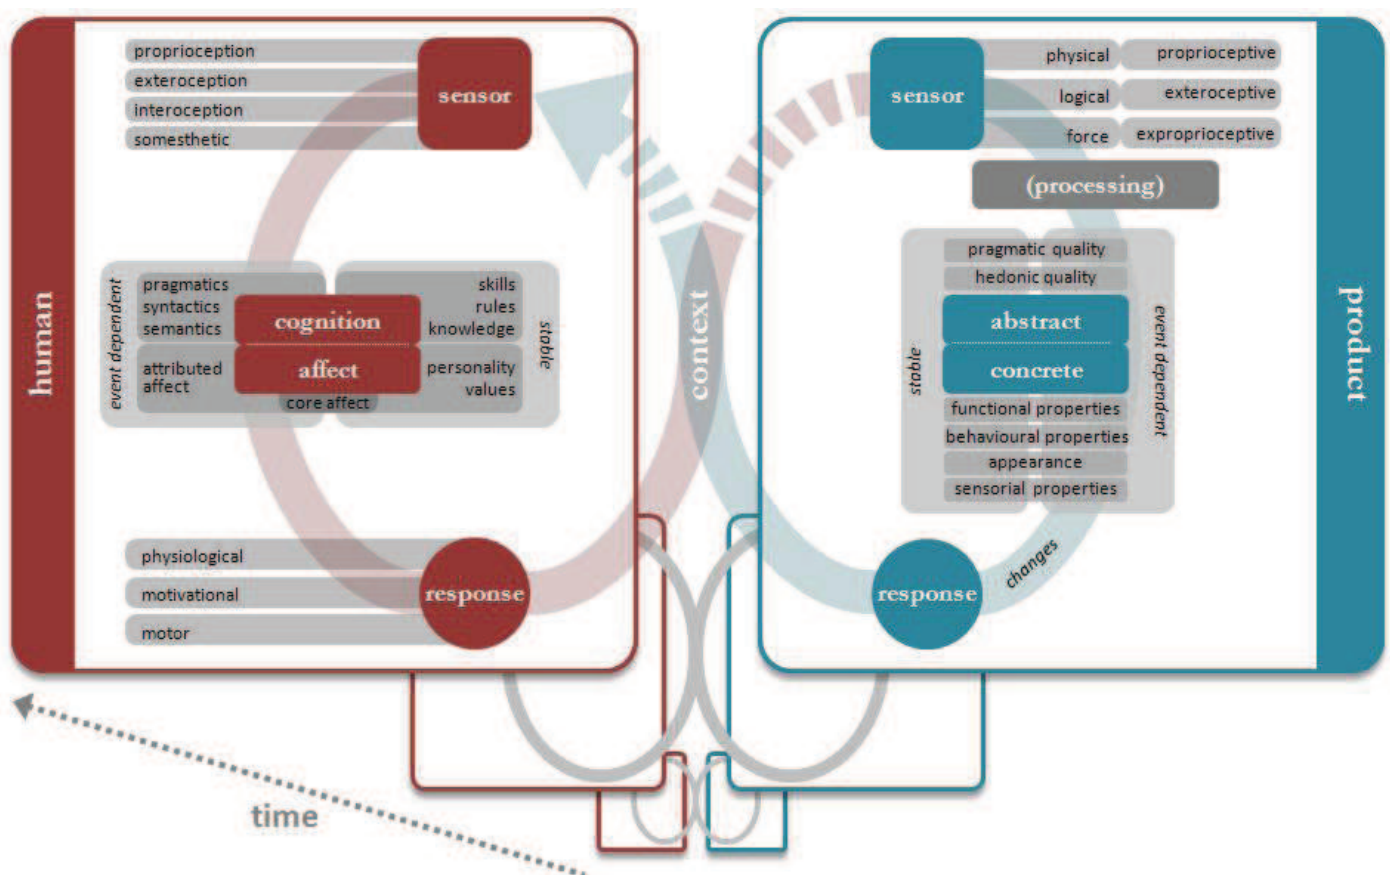 human
proprioception
exteroception
interoception
somesthetic
sensor
event dependent
pragmatics
syntactics
semantics
attributed
affect
cognition
affect
core affect
skills
rules
knowledge
personality
values
stable
physiological
motivational
motor
response
context
sensor
physical
logical
force
proprioceptive
exteroceptive
exproprioceptive
(processing)
stable
pragmatic quality
hedonic quality
abstract
concrete
functional properties
behavioural properties
appearance
sensorial properties
event dependent
response
changes
product
time